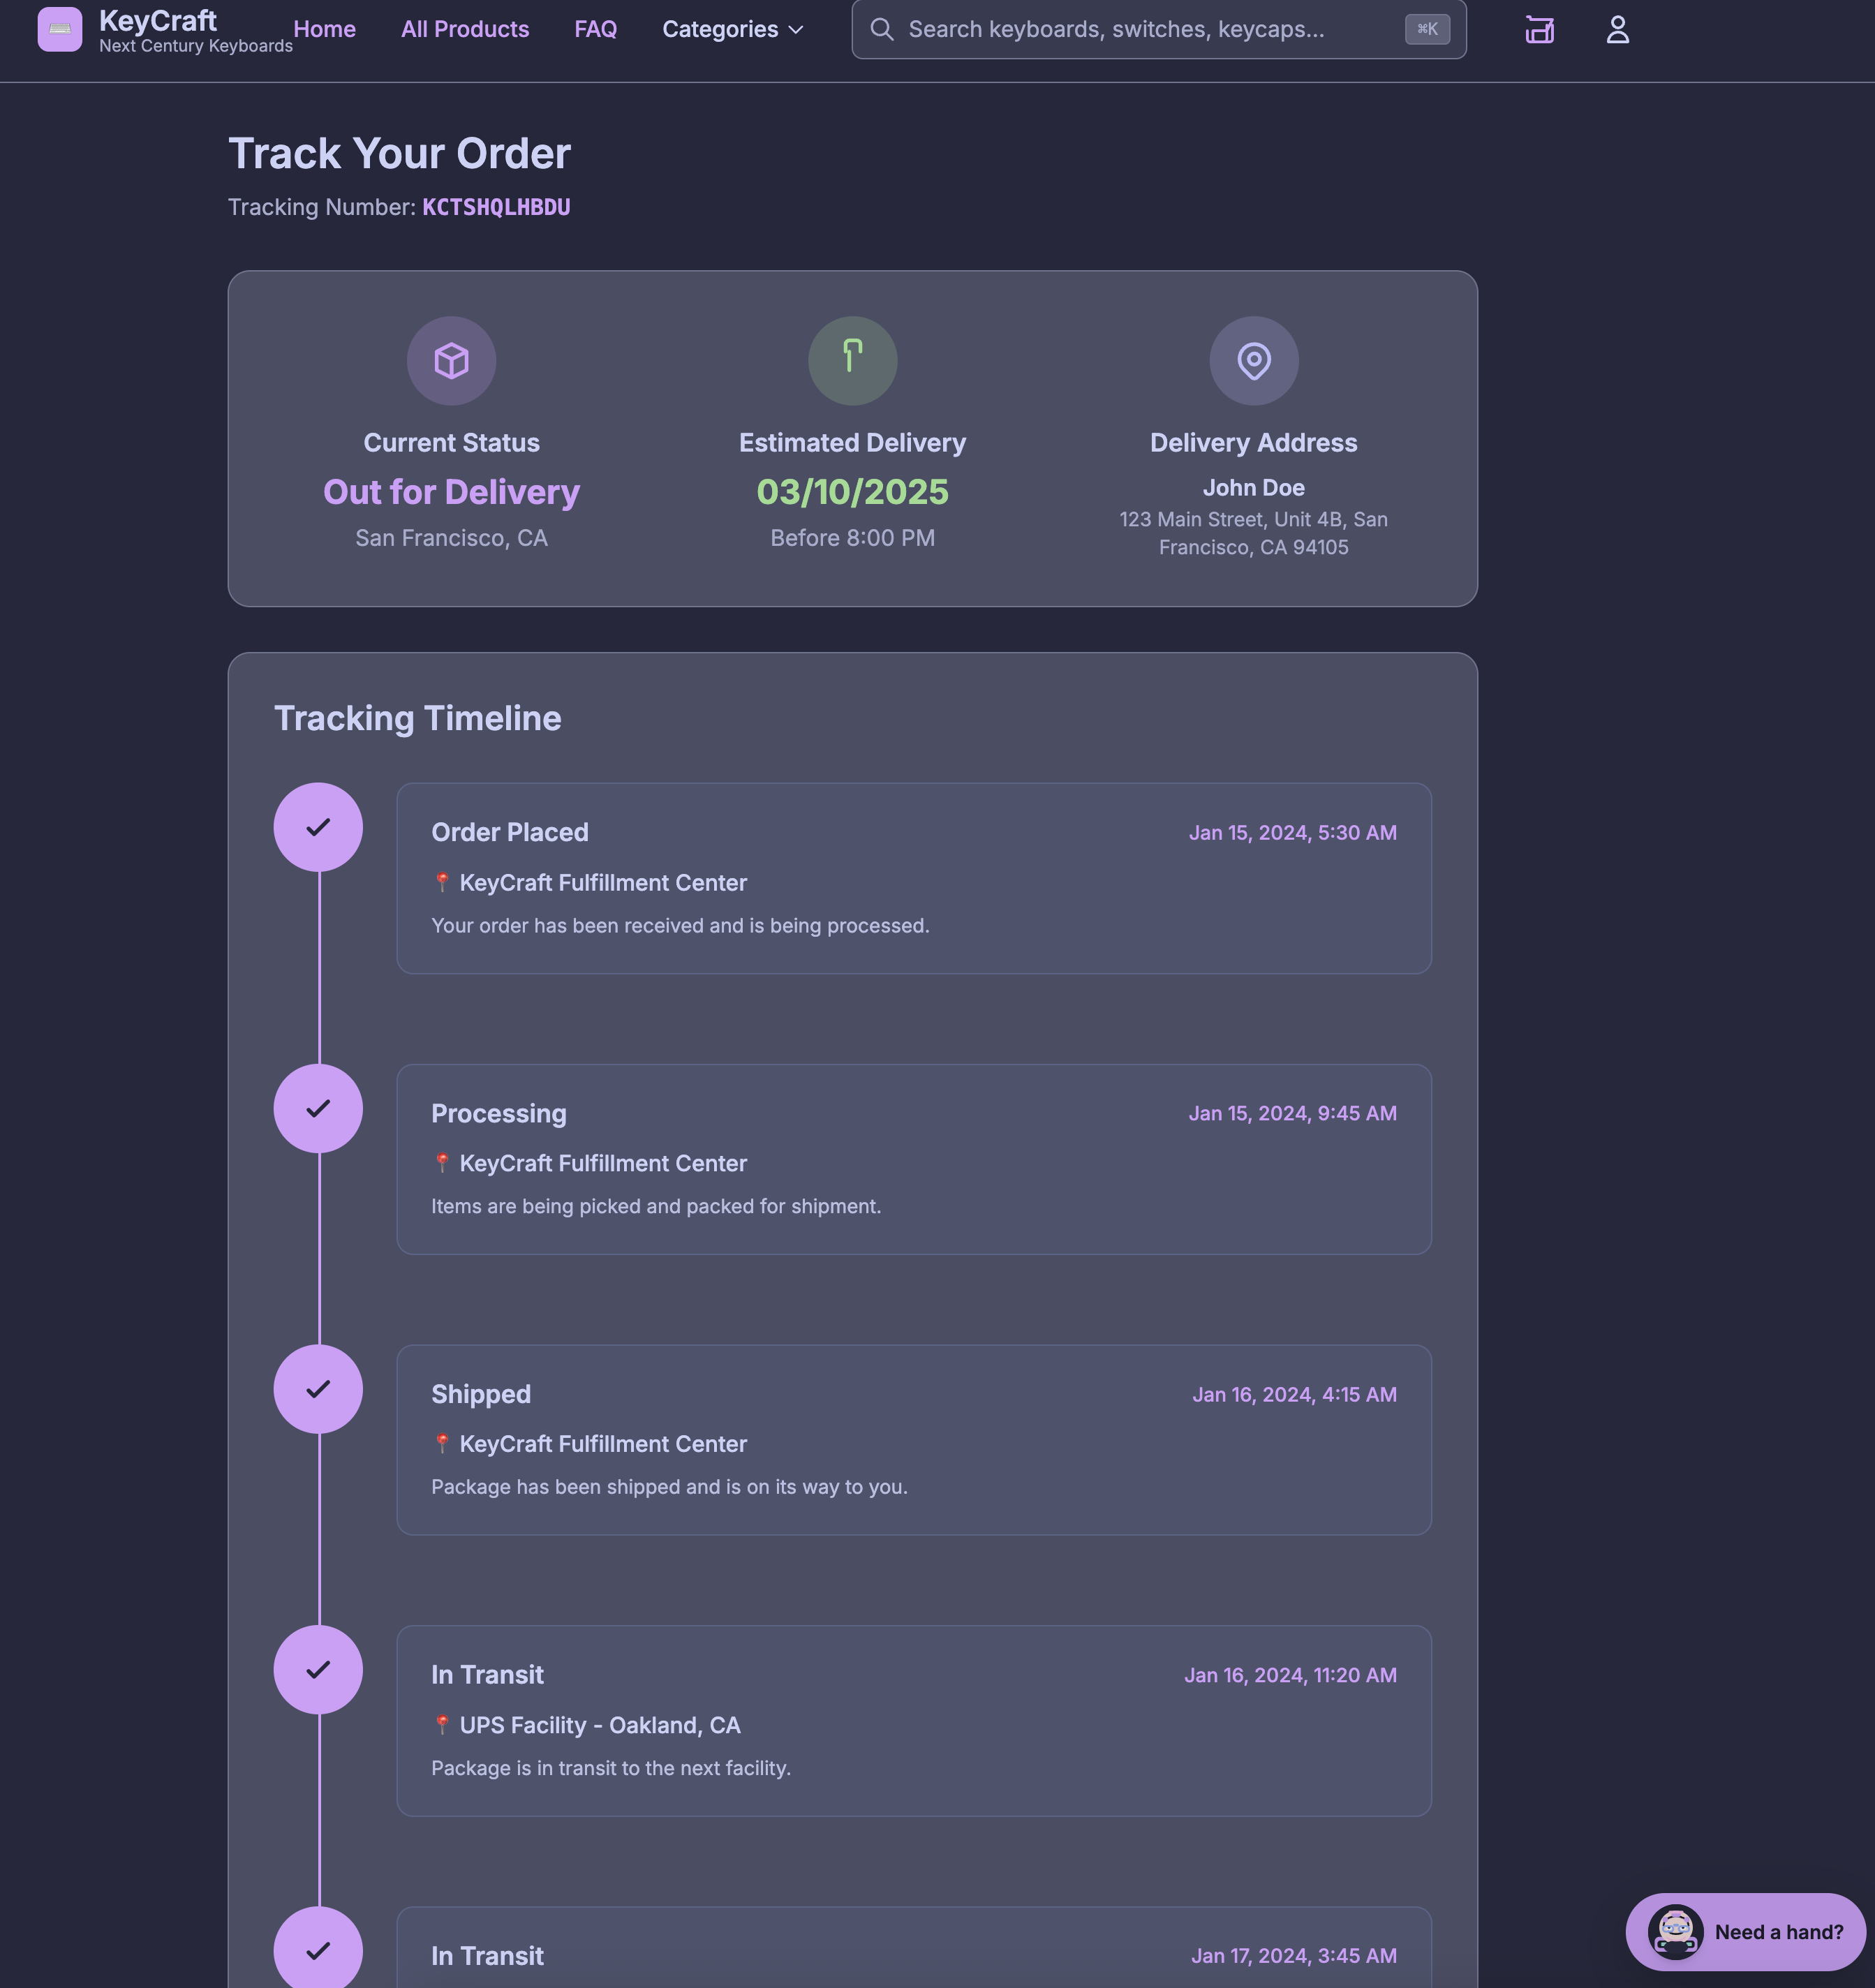 KeyCraft
Next Century Keyboards
Home
All Products
FAQ
Categories
Search keyboards, switches, keycaps...
⌘K
Track Your Order
Tracking Number: KCTSHQLHBDU
Current Status
Out for Delivery
San Francisco, CA
Estimated Delivery
03/10/2025
Before 8:00 PM
Delivery Address
John Doe
123 Main Street, Unit 4B, San
Francisco, CA 94105
Tracking Timeline
Order Placed
Jan 15, 2024, 5:30 AM
📍 KeyCraft Fulfillment Center
Your order has been received and is being processed.
Processing
Jan 15, 2024, 9:45 AM
📍 KeyCraft Fulfillment Center
Items are being picked and packed for shipment.
Shipped
Jan 16, 2024, 4:15 AM
📍 KeyCraft Fulfillment Center
Package has been shipped and is on its way to you.
In Transit
Jan 16, 2024, 11:20 AM
📍 UPS Facility - Oakland, CA
Package is in transit to the next facility.
In Transit
Jan 17, 2024, 3:45 AM
Need a hand?